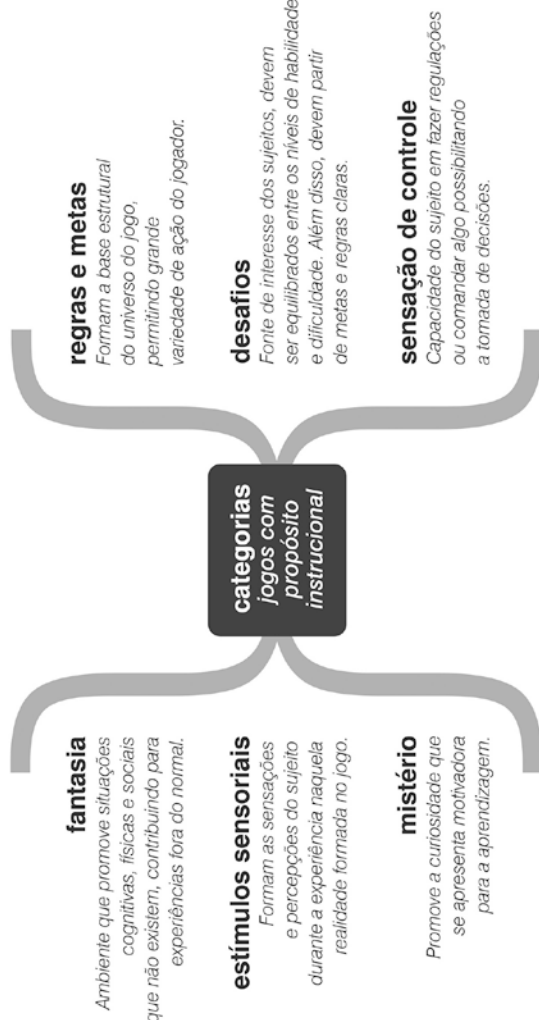 fantasia
Ambiente que promove situações
cognitivas, físicas e sociais
que não existem, contribuindo para
experiências fora do normal.
estímulos sensoriais
Formam as sensações
e percepções do sujeito
durante a experiência naquela
realidade formada no jogo.
mistério
Promove a curiosidade que
se apresenta motivadora
para a aprendizagem.
categorias
jogos com
propósito
instrucional
regras e metas
Formam a base estrutural
do universo do jogo,
permitindo grande
variedade de ação do jogador.
desafios
Fonte de interesse dos sujeitos, devem
ser equilibrados entre os níveis de habilidade
e dificuldade. Além disso, devem partir
de metas e regras claras.
sensação de controle
Capacidade do sujeito em fazer regulações
ou comandar algo possibilitando
a tomada de decisões.